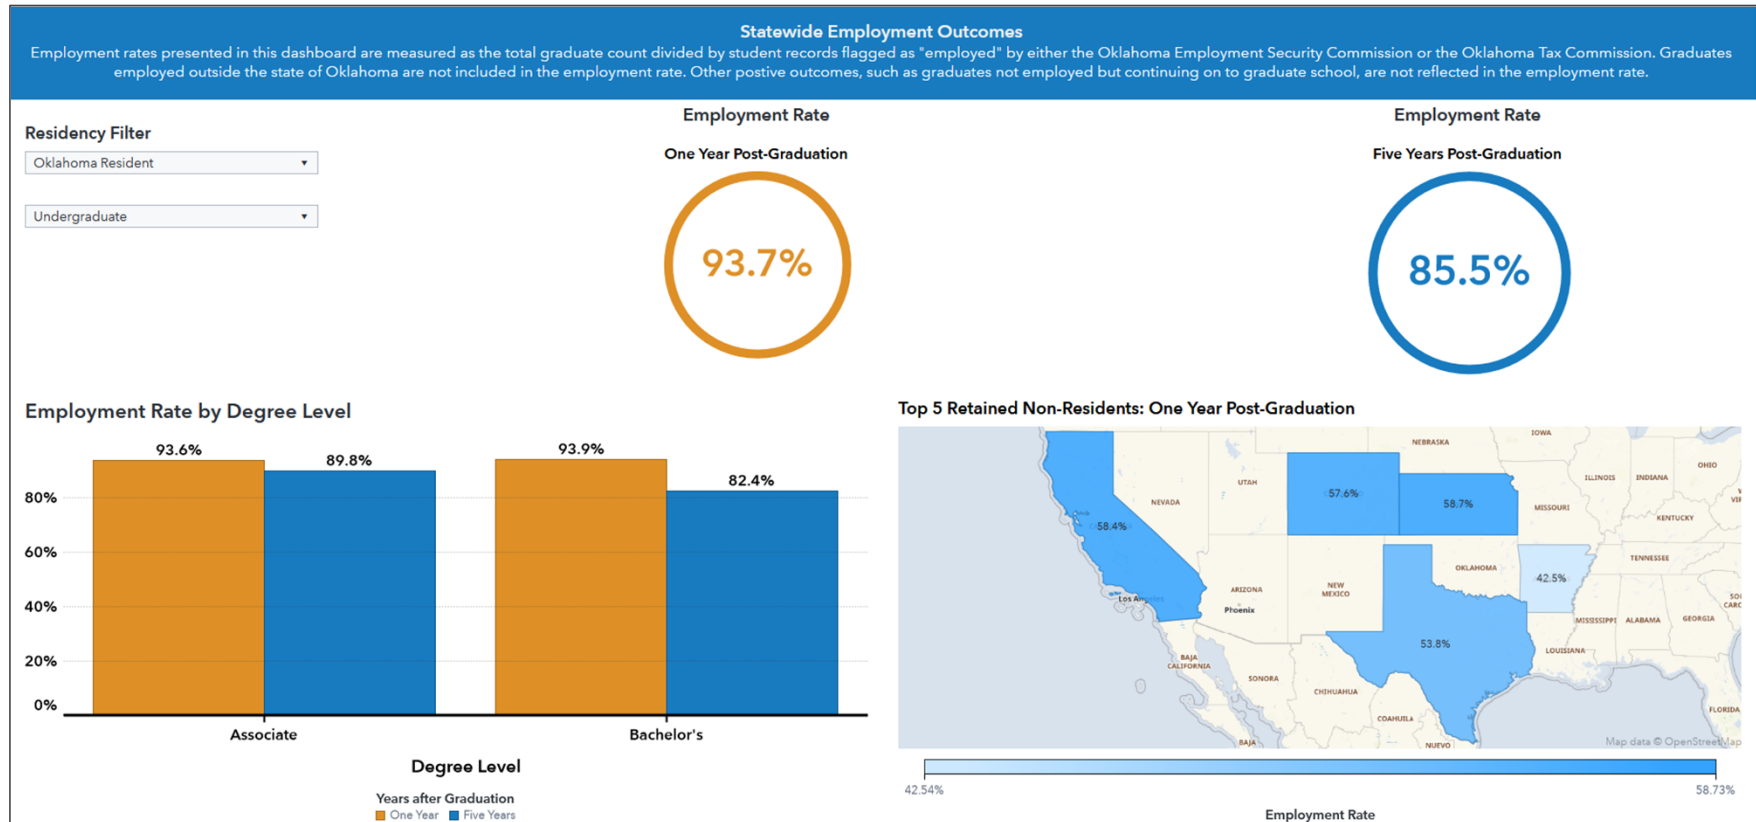 Statewide Employment Outcomes
Employment rates presented in this dashboard are measured as the total graduate count divided by student records flagged as "employed" by either the Oklahoma Employment Security Commission or the Oklahoma Tax Commission. Graduates
employed outside the state of Oklahoma are not included in the employment rate. Other postive outcomes, such as graduates not employed but continuing on to graduate school, are not reflected in the employment rate.
Residency Filter
Oklahoma Resident
Undergraduate
Employment Rate
One Year Post-Graduation
93.7%
Employment Rate
Five Years Post-Graduation
85.5%
Employment Rate by Degree Level
93.6%
89.8%
93.9%
82.4%
80%
60%
40%
20%
0%
Associate
Bachelor's
Degree Level
Years after Graduation
One Year
Five Years
Top 5 Retained Non-Residents: One Year Post-Graduation
IOWA
NEBRASKA
OHIO
UTAH
ILLINOIS
INDIANA
57.6%
NEVADA
58.7%
MISSOURI
58.4%
KENTUCKY
TENNESSEE
OKLAHOMA
42.5%
ARIZONA
NEW
MEXICO
Los
Phoenix
MISSISSIPPI
ALABAMA
GEORGIA
53.8%
LOUISIANA
BAJA
CALIFORNIA
SONORA
CHIHUAHUA
COAHUILA
FLORIDA
BAJA
NUEVO
Map data © OpenStreetMap
42.54%
58.73%
Employment Rate